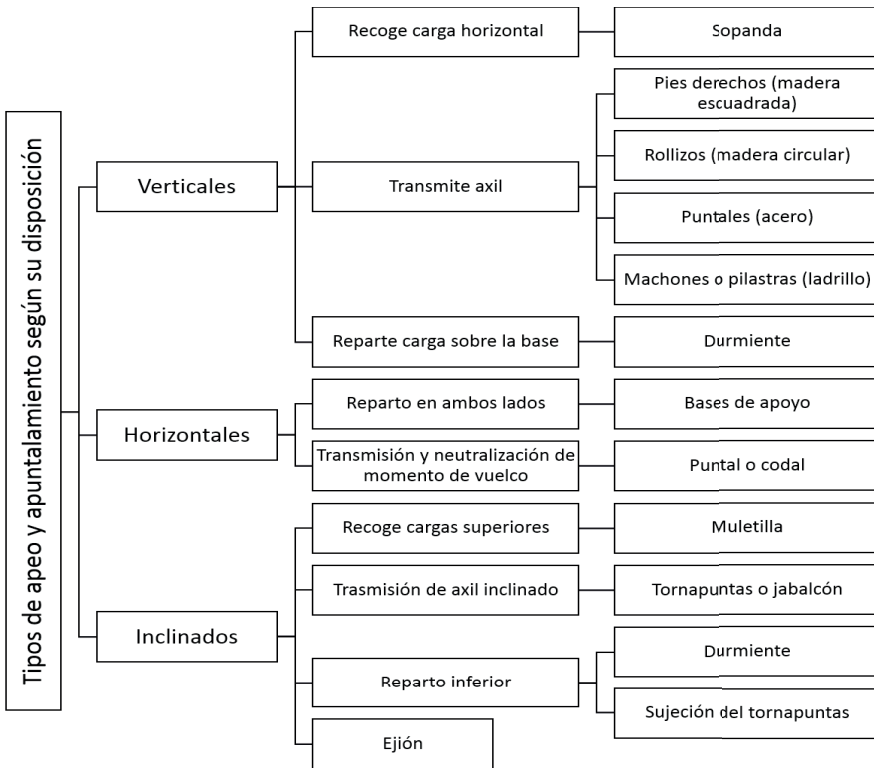 Tipos de apeo y apuntalamiento según su disposición
Verticales
Recoge carga horizontal
Sopanda
Transmite axil
Pies derechos (madera
escuadrada)
Rollizos (madera circular)
Puntales (acero)
Machones o pilastras (ladrillo)
Reparte carga sobre la base
Durmiente
Horizontales
Reparto en ambos lados
Bases de apoyo
Transmisión y neutralización de
momento de vuelco
Puntal o codal
Inclinados
Recoge cargas superiores
Muletilla
Trasmisión de axil inclinado
Tornapuntas o jabalcón
Reparto inferior
Durmiente
Sujeción del tornapuntas
Ejión